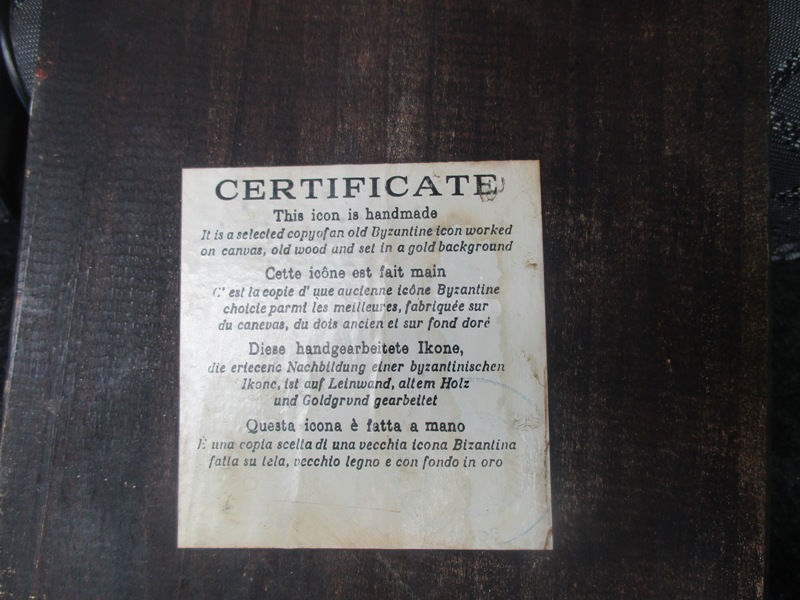 CERTIFICATE
This icon is handmade
It is a selected copy of an old Byzantine icon worked
on canvas, old wood and set in a gold background
Cette icône est fait main
C' est la copie d' une aucienne icône Byzantine
choicie parmi les meilleures, fabriquée sur
du canevas, du dois ancien et sur fond doré
Diese handgearbeitete Ikone,
die eriecenc Nachbildung einer byzantinischen
Ikone, ist auf Leinwand, altem Holz
und Goldgrvnd gearbeitet
Questa icona è fatta a mano
È una copia scelta di una vecchia icona Bizantina
fatta su tela, vecchio legno e con fondo in oro